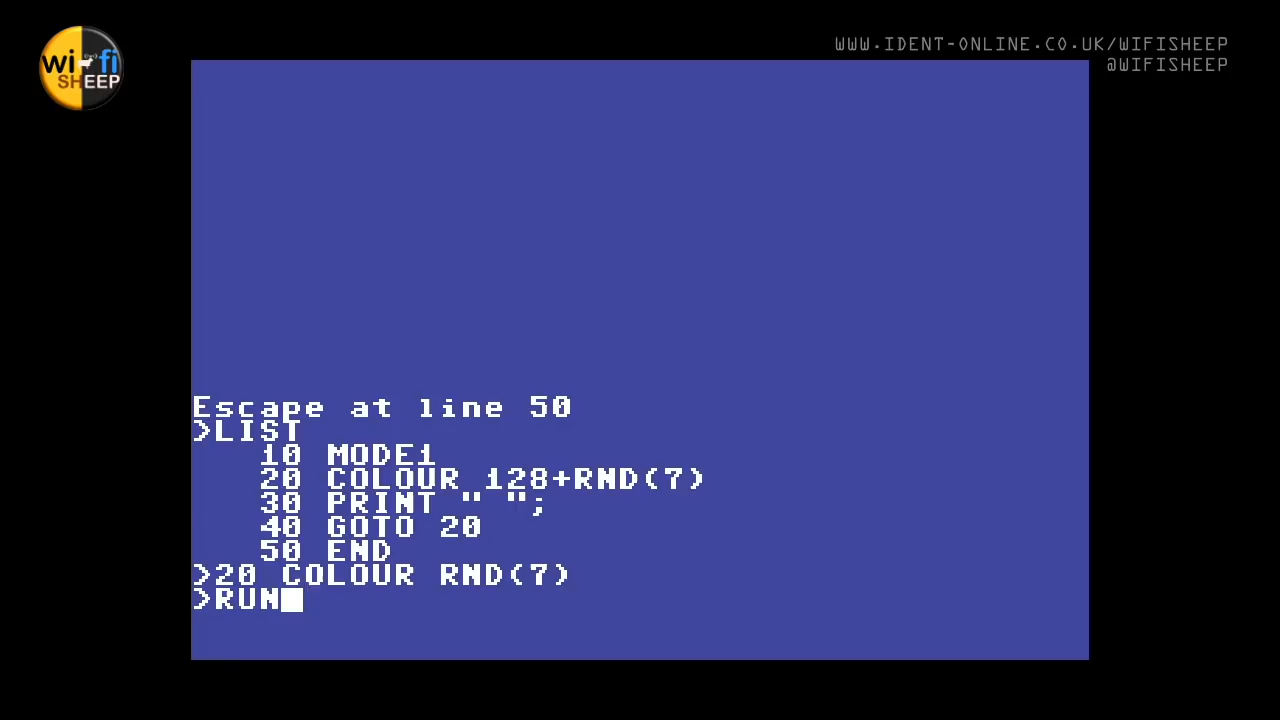 wi-fi
SHEEP
WWW.IDENT-ONLINE.CO.UK/WIFISHEEP
@WIFISHEEP
Escape at line 50
>LIST
   10 MODE1
   20 COLOUR 128+RND(7)
   30 PRINT " ";
   40 GOTO 20
   50 END
>20 COLOUR RND(7)
>RUN